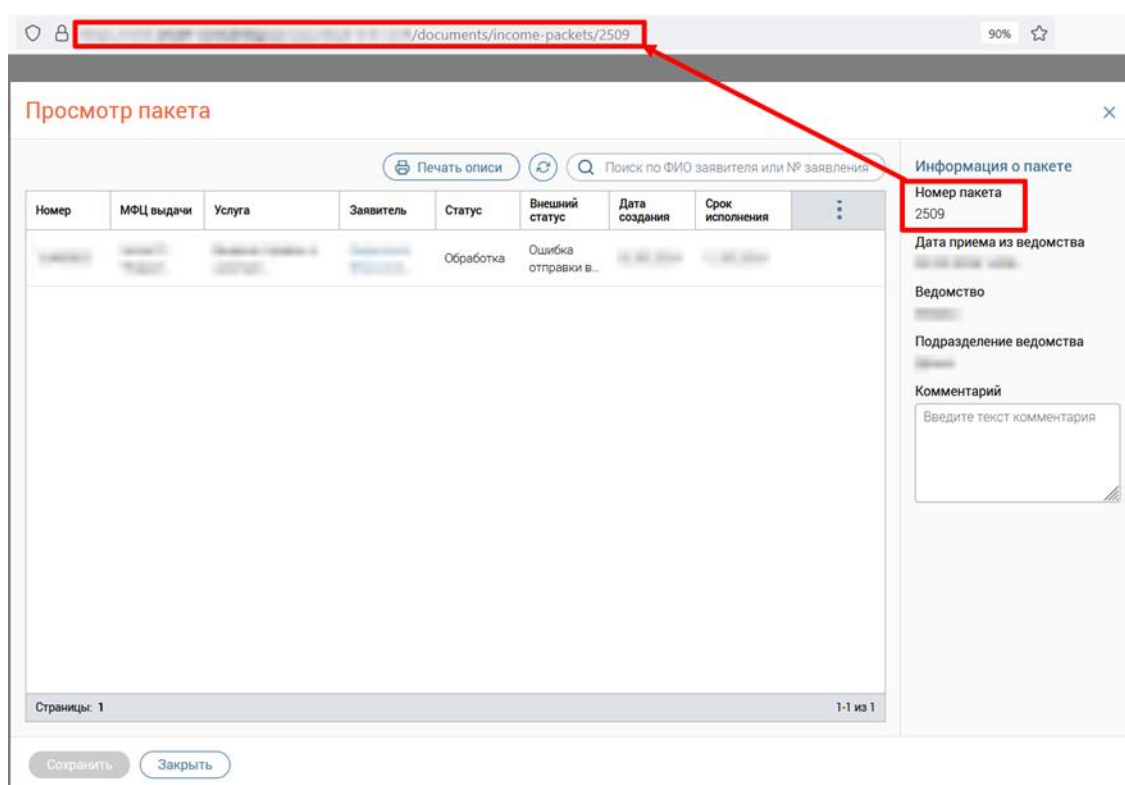 /documents/income-packets/2509
90%
Просмотр пакета
Печать описи
Поиск по ФИО заявителя или № заявления
Номер
МФЦ выдачи
Услуга
Заявитель
Статус
Внешний
статус
Дата
создания
Срок
исполнения
Обработка
Ошибка
отправки в...
Страницы: 1
1-1 из 1
Информация о пакете
Номер пакета
2509
Дата приема из ведомства
Ведомство
Подразделение ведомства
Комментарий
Введите текст комментария
Сохранить
Закрыть